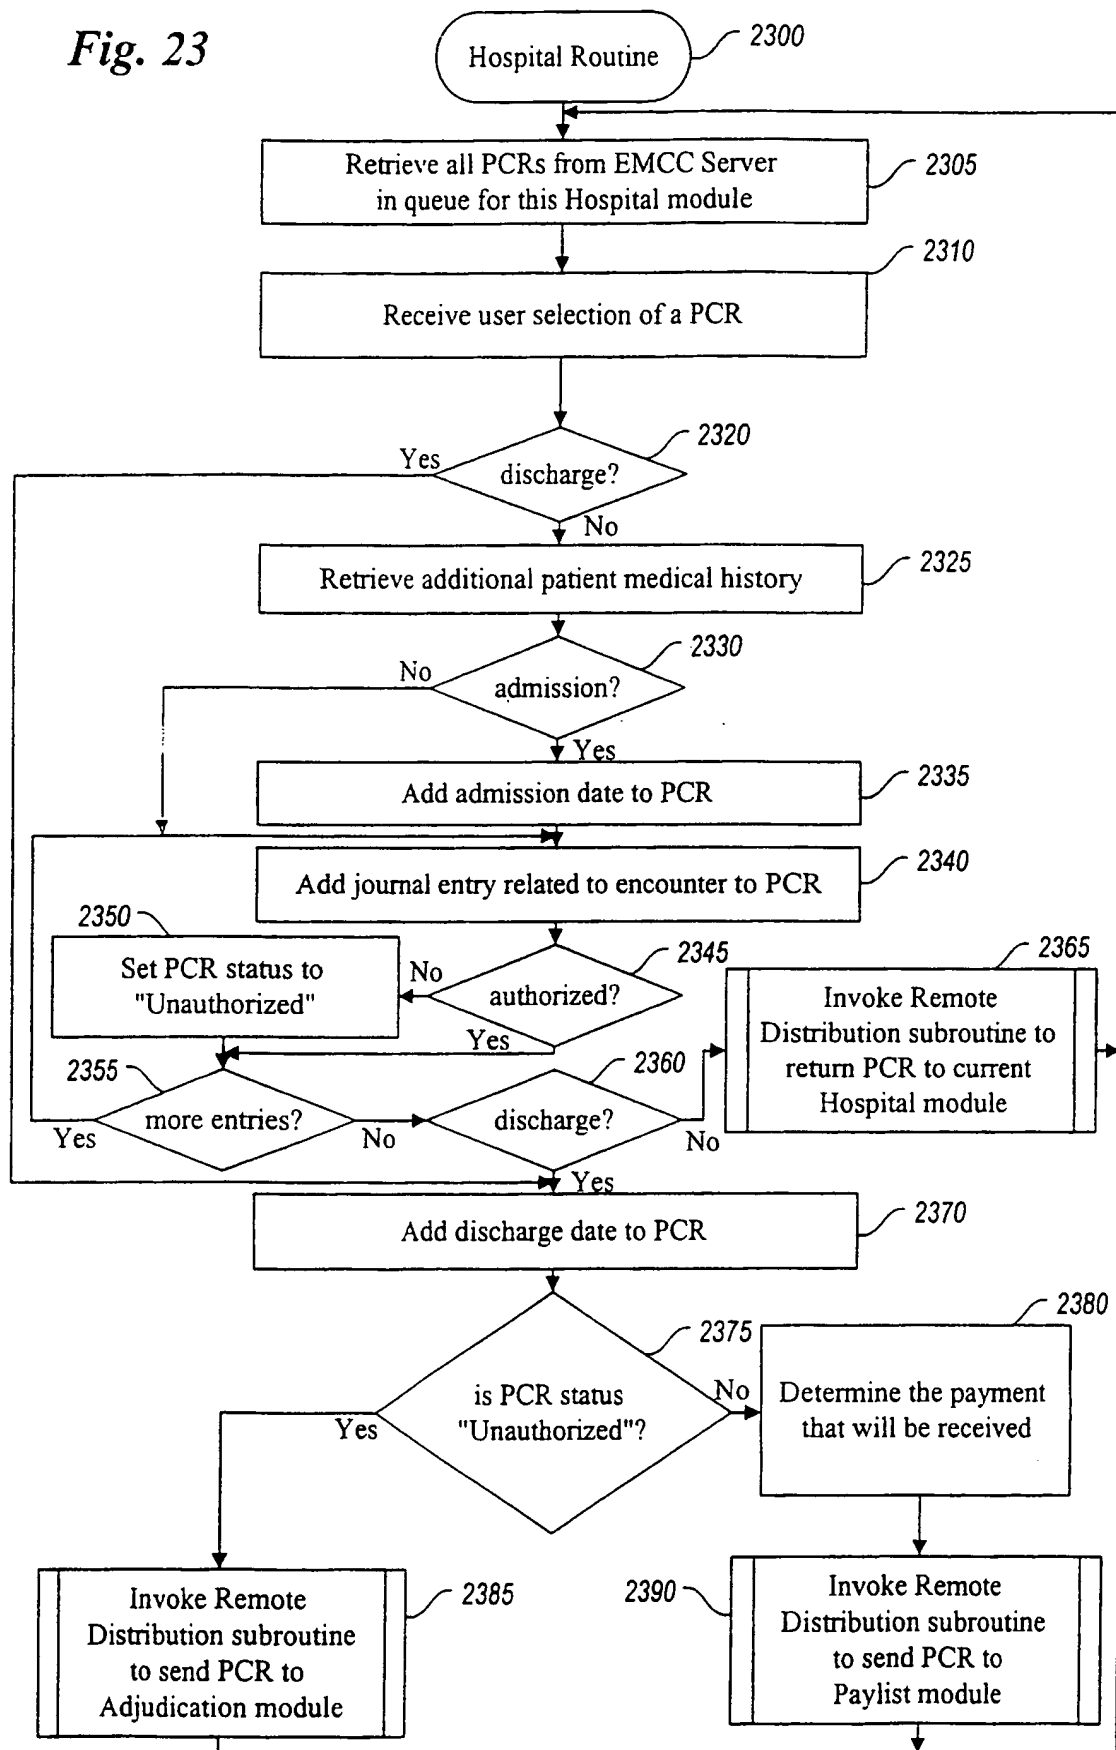 Fig. 23
Hospital Routine
2300
Retrieve all PCRs from EMCC Server
in queue for this Hospital module
2305
2310
Receive user selection of a PCR
2320
Yes
discharge?
No
Retrieve additional patient medical history
2325
2330
No
admission?
Yes
Add admission date to PCR
2335
Add journal entry related to encounter to PCR
2340
2350
Set PCR status to
"Unauthorized"
No
authorized?
2345
Yes
2365
Invoke Remote
Distribution subroutine to
return PCR to current
Hospital module
2355
more entries?
Yes
No
2360
discharge?
No
Yes
Add discharge date to PCR
2370
2375
is PCR status
"Unauthorized"?
Yes
No
2380
Determine the payment
that will be received
Invoke Remote
Distribution subroutine
to send PCR to
Adjudication module
2385
2390
Invoke Remote
Distribution subroutine
to send PCR to
Paylist module